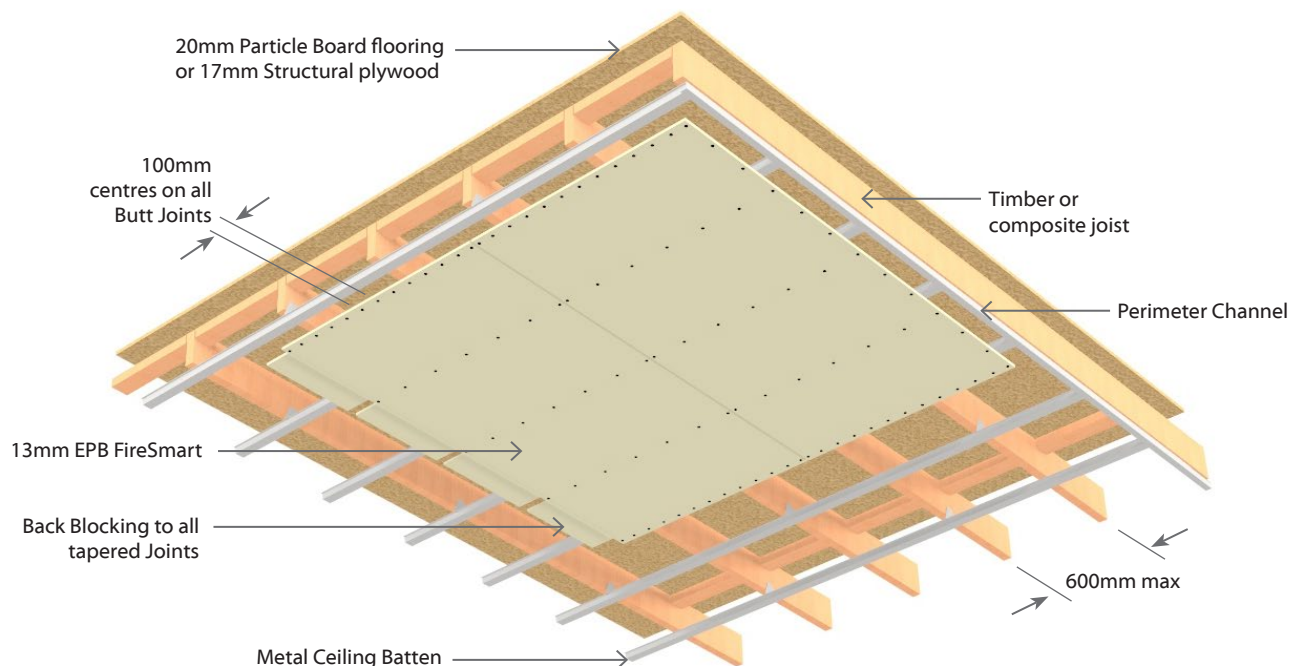 20mm Particle Board flooring
or 17mm Structural plywood
100mm
centres on all
Butt Joints
Timber or
composite joist
Perimeter Channel
13mm EPB FireSmart
Back Blocking to all
tapered Joints
600mm max
Metal Ceiling Batten